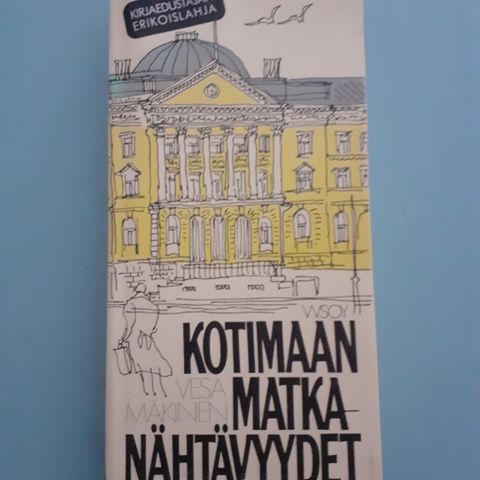 KIRJAEDUSTAJAN
ERIKOISLAHJA
WSOY
KOTIMAAN
VESA
MÄKINEN
MATKA-
NÄHTÄVYYDET